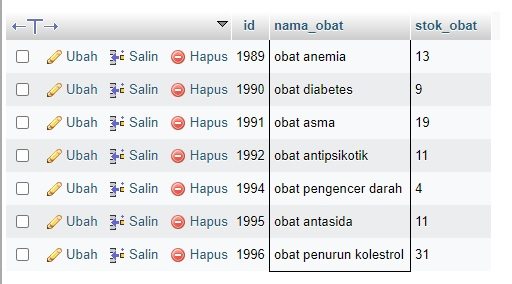 id nama_obat stok_obat
Ubah Salin Hapus 1989 obat anemia 13
Ubah Salin Hapus 1990 obat diabetes 9
Ubah Salin Hapus 1991 obat asma 19
Ubah Salin Hapus 1992 obat antipsikotik 11
Ubah Salin Hapus 1994 obat pengencer darah 4
Ubah Salin Hapus 1995 obat antasida 11
Ubah Salin Hapus 1996 obat penurun kolestrol 31